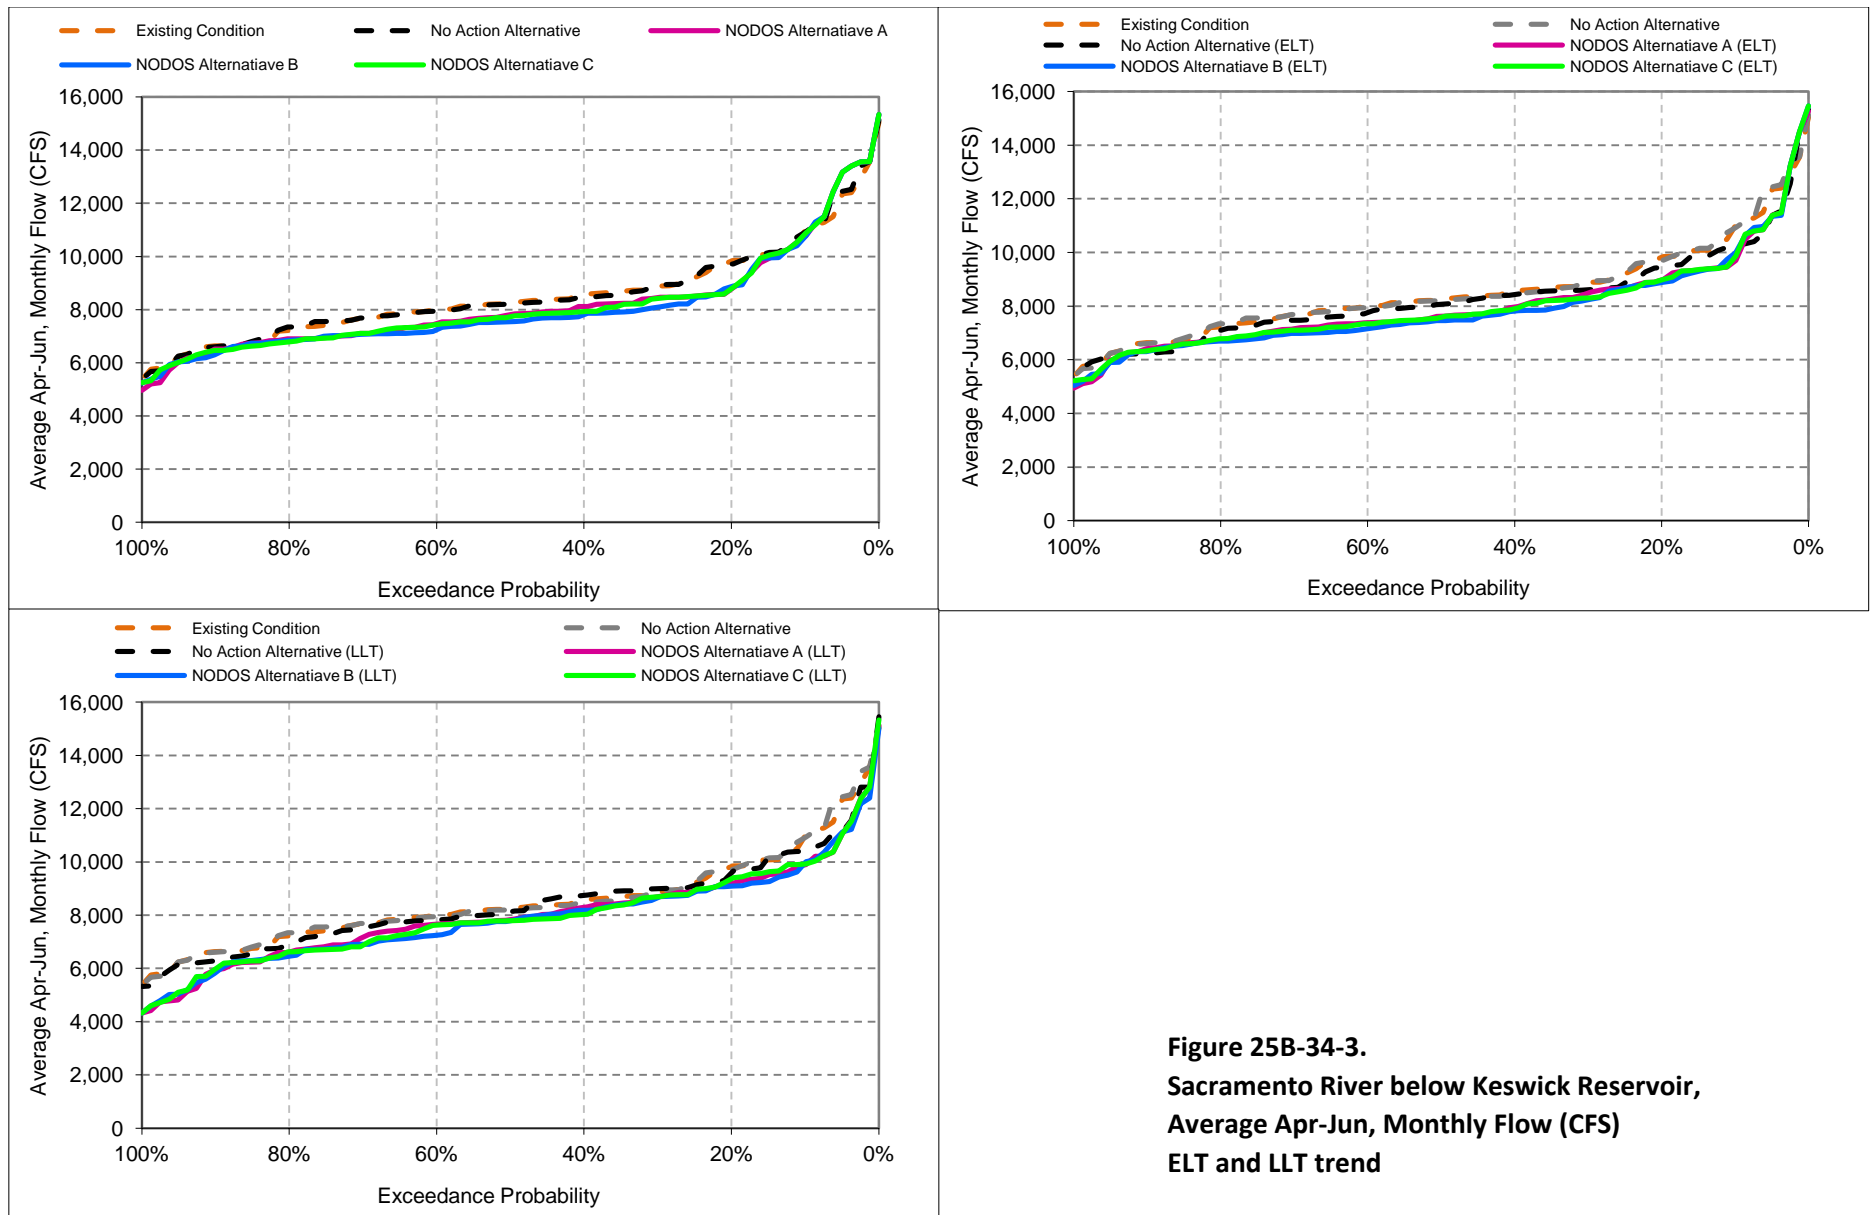 Existing Condition
No Action Alternative
NODOS Alternatiave A
NODOS Alternatiave B
NODOS Alternatiave C
16,000
14,000
12,000
10,000
8,000
6,000
4,000
2,000
0
Average Apr-Jun, Monthly Flow (CFS)
100% 80% 60% 40% 20% 0%
Exceedance Probability
Existing Condition
No Action Alternative
No Action Alternative (ELT)
NODOS Alternatiave A (ELT)
NODOS Alternatiave B (ELT)
NODOS Alternatiave C (ELT)
16,000
14,000
12,000
10,000
8,000
6,000
4,000
2,000
0
Average Apr-Jun, Monthly Flow (CFS)
100% 80% 60% 40% 20% 0%
Exceedance Probability
Existing Condition
No Action Alternative
No Action Alternative (LLT)
NODOS Alternatiave A (LLT)
NODOS Alternatiave B (LLT)
NODOS Alternatiave C (LLT)
16,000
14,000
12,000
10,000
8,000
6,000
4,000
2,000
0
Average Apr-Jun, Monthly Flow (CFS)
100% 80% 60% 40% 20% 0%
Exceedance Probability
Figure 25B-34-3.
Sacramento River below Keswick Reservoir,
Average Apr-Jun, Monthly Flow (CFS)
ELT and LLT trend